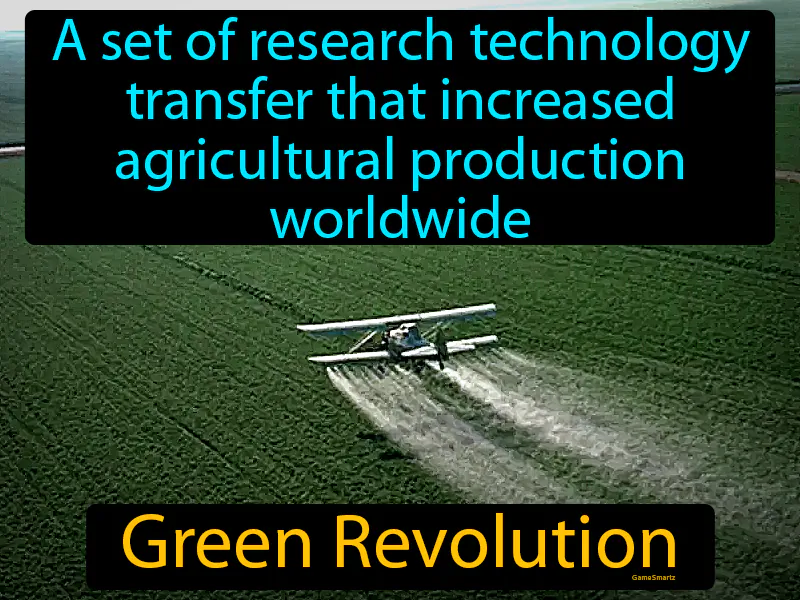 A set of research technology
transfer that increased
agricultural production
worldwide
Green Revolution
GameSmartz